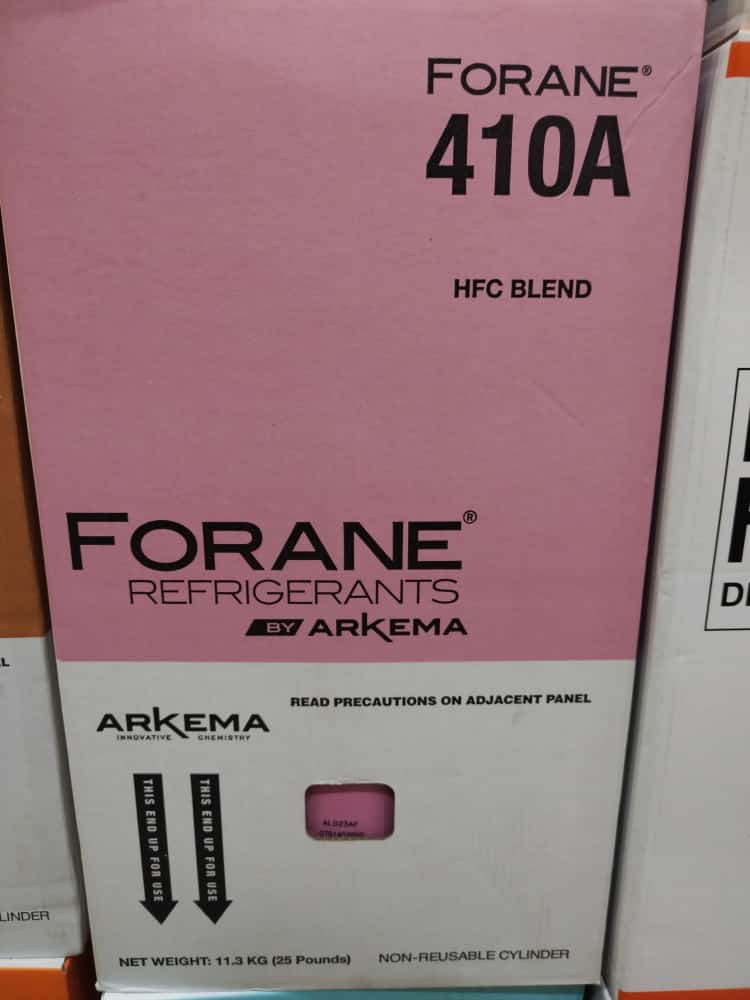 FORANE®
410A
HFC BLEND
FORANE®
REFRIGERANTS
BY ARKEMA
READ PRECAUTIONS ON ADJACENT PANEL
ARKEMA
INNOVATIVE CHEMISTRY
THIS END UP FOR USE
THIS END UP FOR USE
NET WEIGHT: 11.3 KG (25 Pounds)
NON-REUSABLE CYLINDER
LINDER